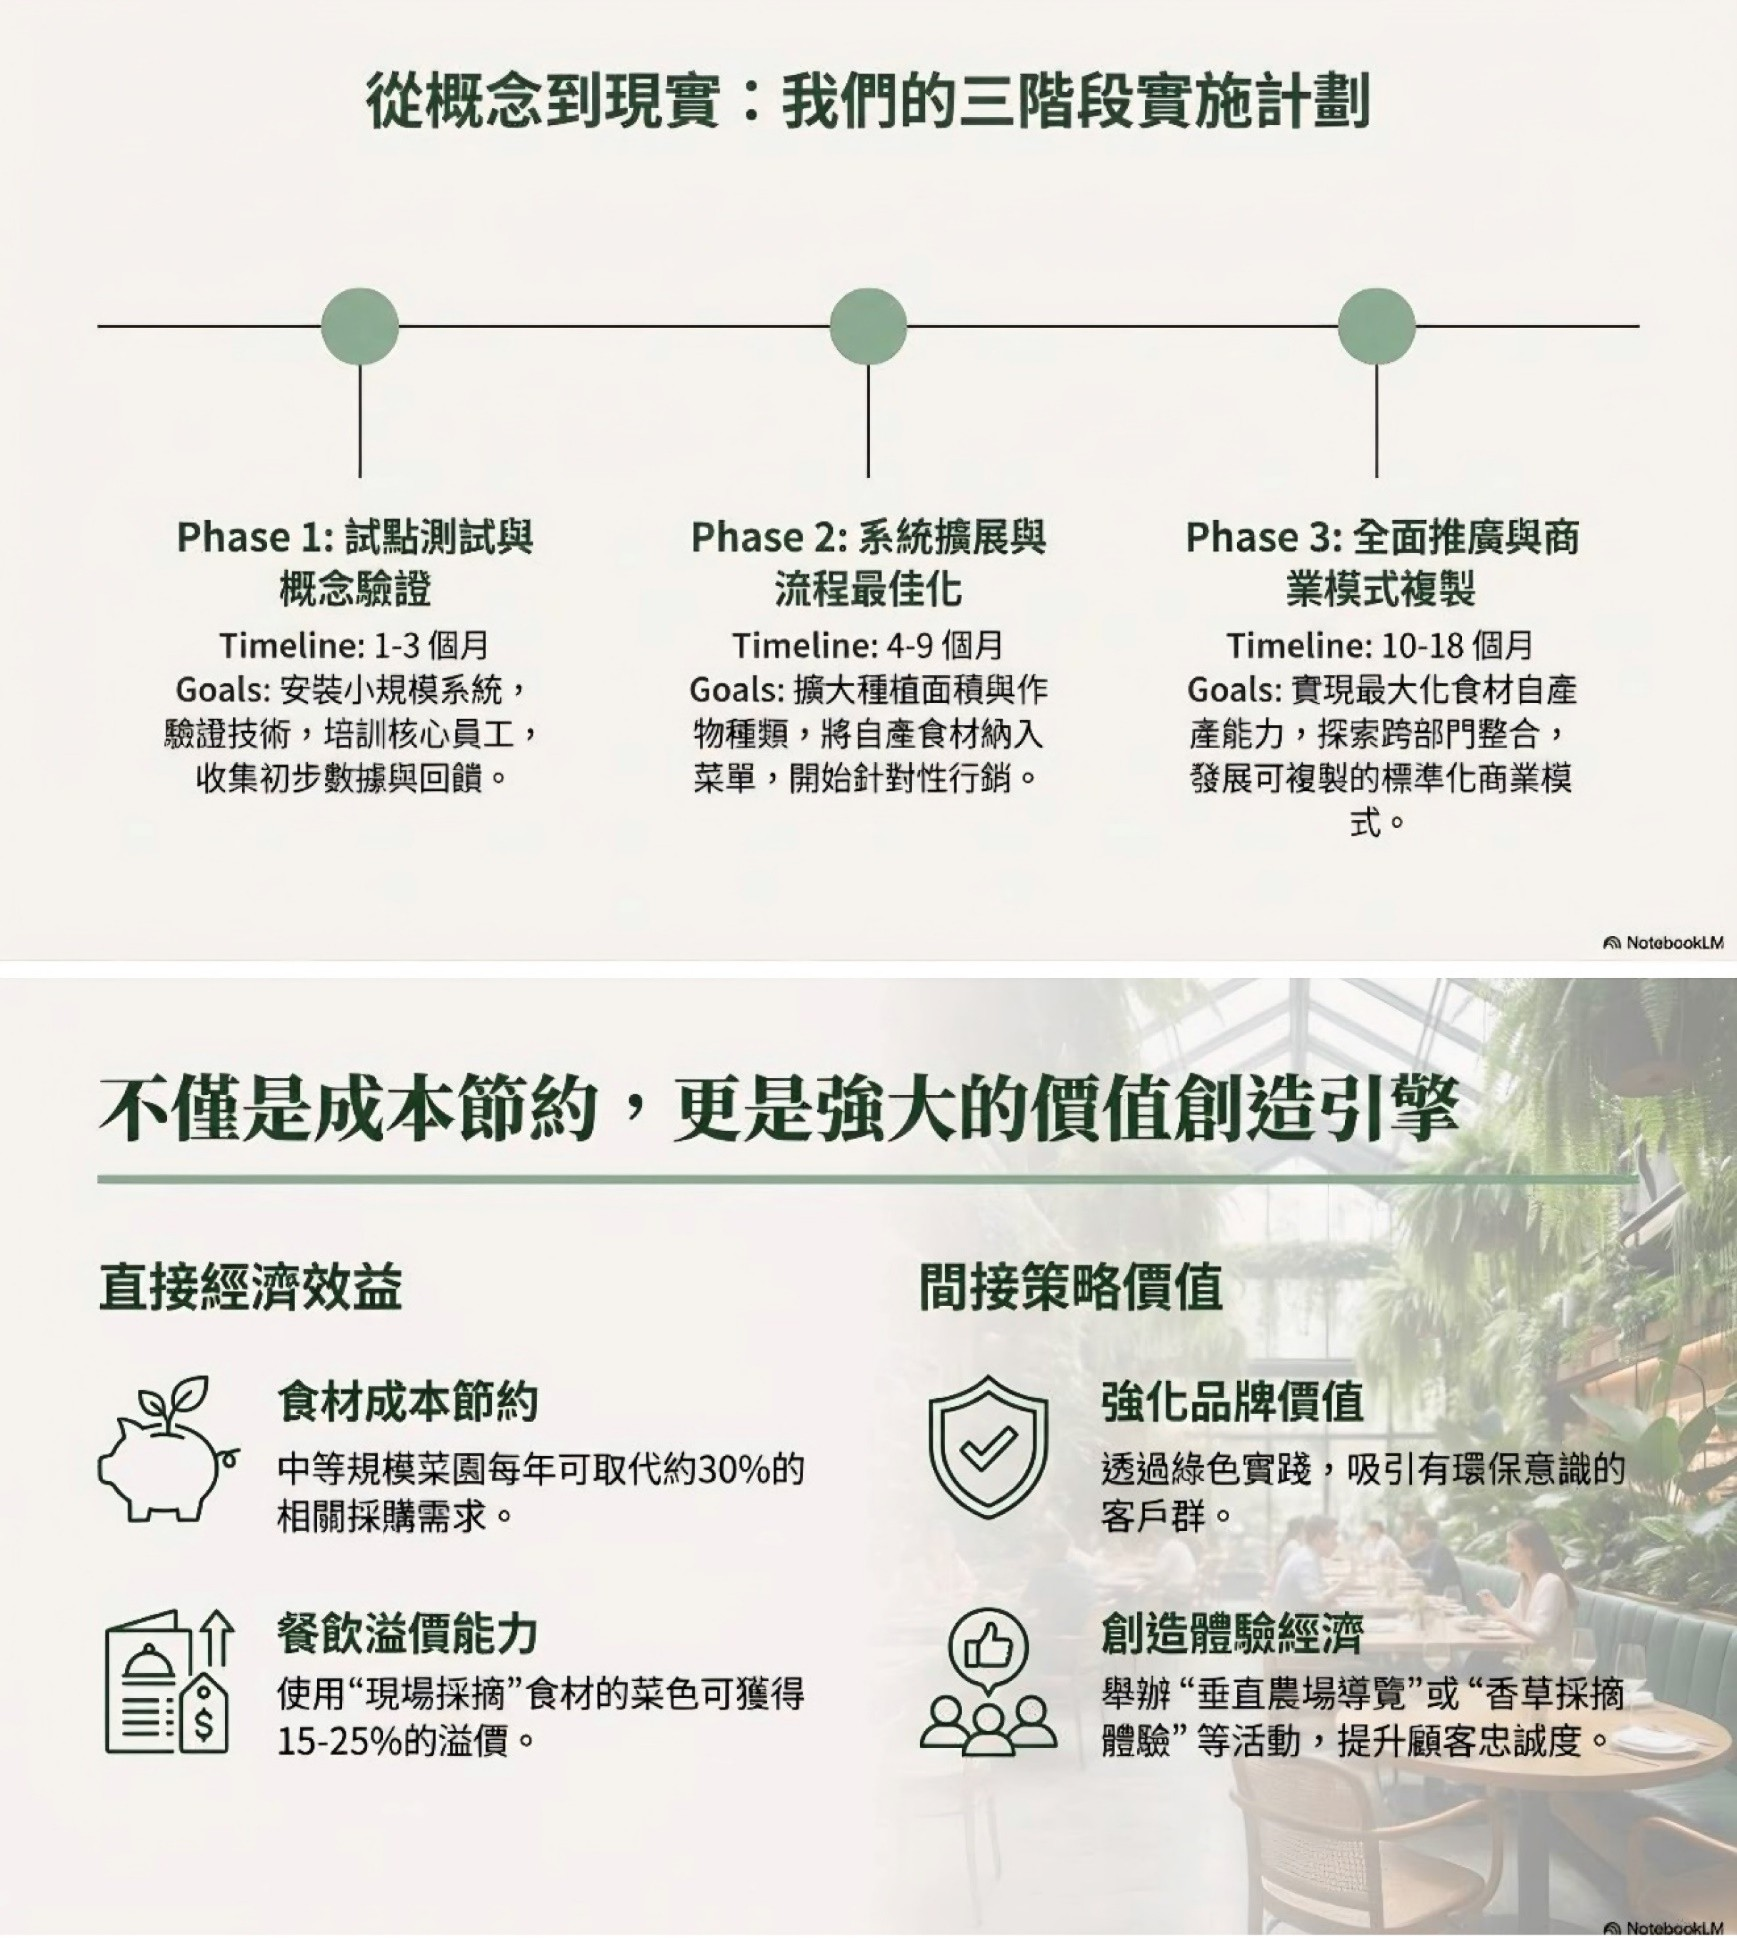 從概念到現實：我們的三階段實施計劃
Phase 1: 試點測試與
概念驗證
Timeline: 1-3 個月
Goals: 安裝小規模系統，
驗證技術，培訓核心員工，
收集初步數據與回饋。
Phase 2: 系統擴展與
流程最佳化
Timeline: 4-9 個月
Goals: 擴大種植面積與作
物種類，將自產食材納入
菜單，開始針對性行銷。
Phase 3: 全面推廣與商
業模式複製
Timeline: 10-18 個月
Goals: 實現最大化食材自產
產能力，探索跨部門整合，
發展可複製的標準化商業模
式。
NotebookLM
不僅是成本節約，更是強大的價值創造引擎
直接經濟效益
食材成本節約
中等規模菜園每年可取代約30%的
相關採購需求。
餐飲溢價能力
使用“現場採摘”食材的菜色可獲得
15-25%的溢價。
$
間接策略價值
強化品牌價值
透過綠色實踐，吸引有環保意識的
客戶群。
創造體驗經濟
舉辦 “垂直農場導覽”或 “香草採摘
體驗” 等活動，提升顧客忠誠度。
NotebookLM